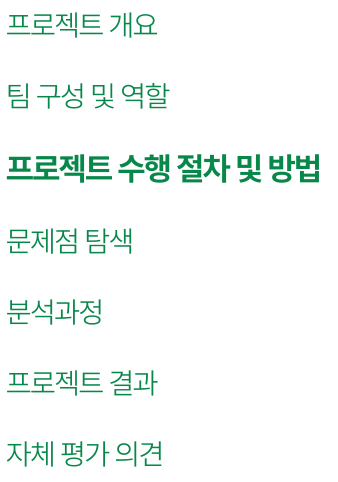 프로젝트 개요
팀 구성 및 역할
프로젝트 수행 절차 및 방법
문제점 탐색
분석과정
프로젝트 결과
자체 평가 의견